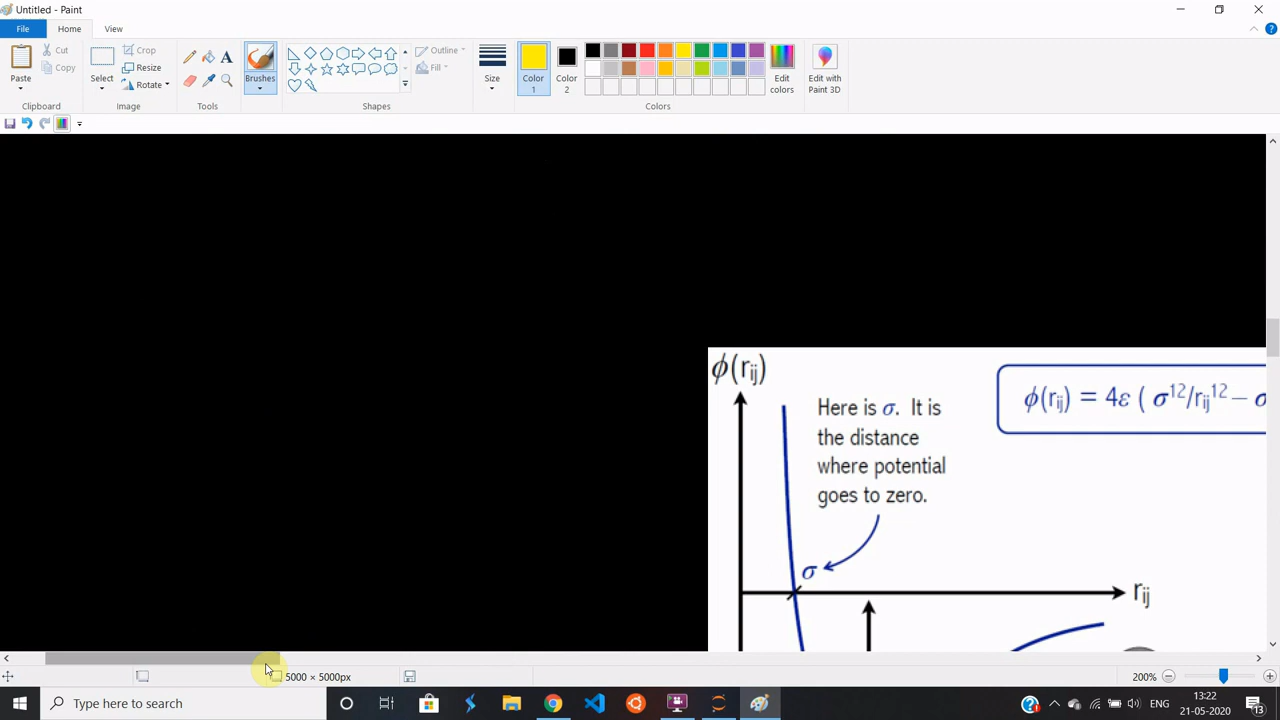 Untitled - Paint
File
Home
View
Paste
Cut
Copy
Clipboard
Select
Crop
Resize
Rotate
Image
Tools
Brushes
Shapes
Outline
Fill
Size
Color
1
Color
2
Edit
colors
Colors
Edit with
Paint 3D
ϕ(rij)
Here is σ. It is
the distance
where potential
goes to zero.
σ
ϕ(rij) = 4ε ( σ¹²/rij¹² – σ
rij
5000 × 5000px
200%
Type here to search
ENG
13:22
21-05-2020
13